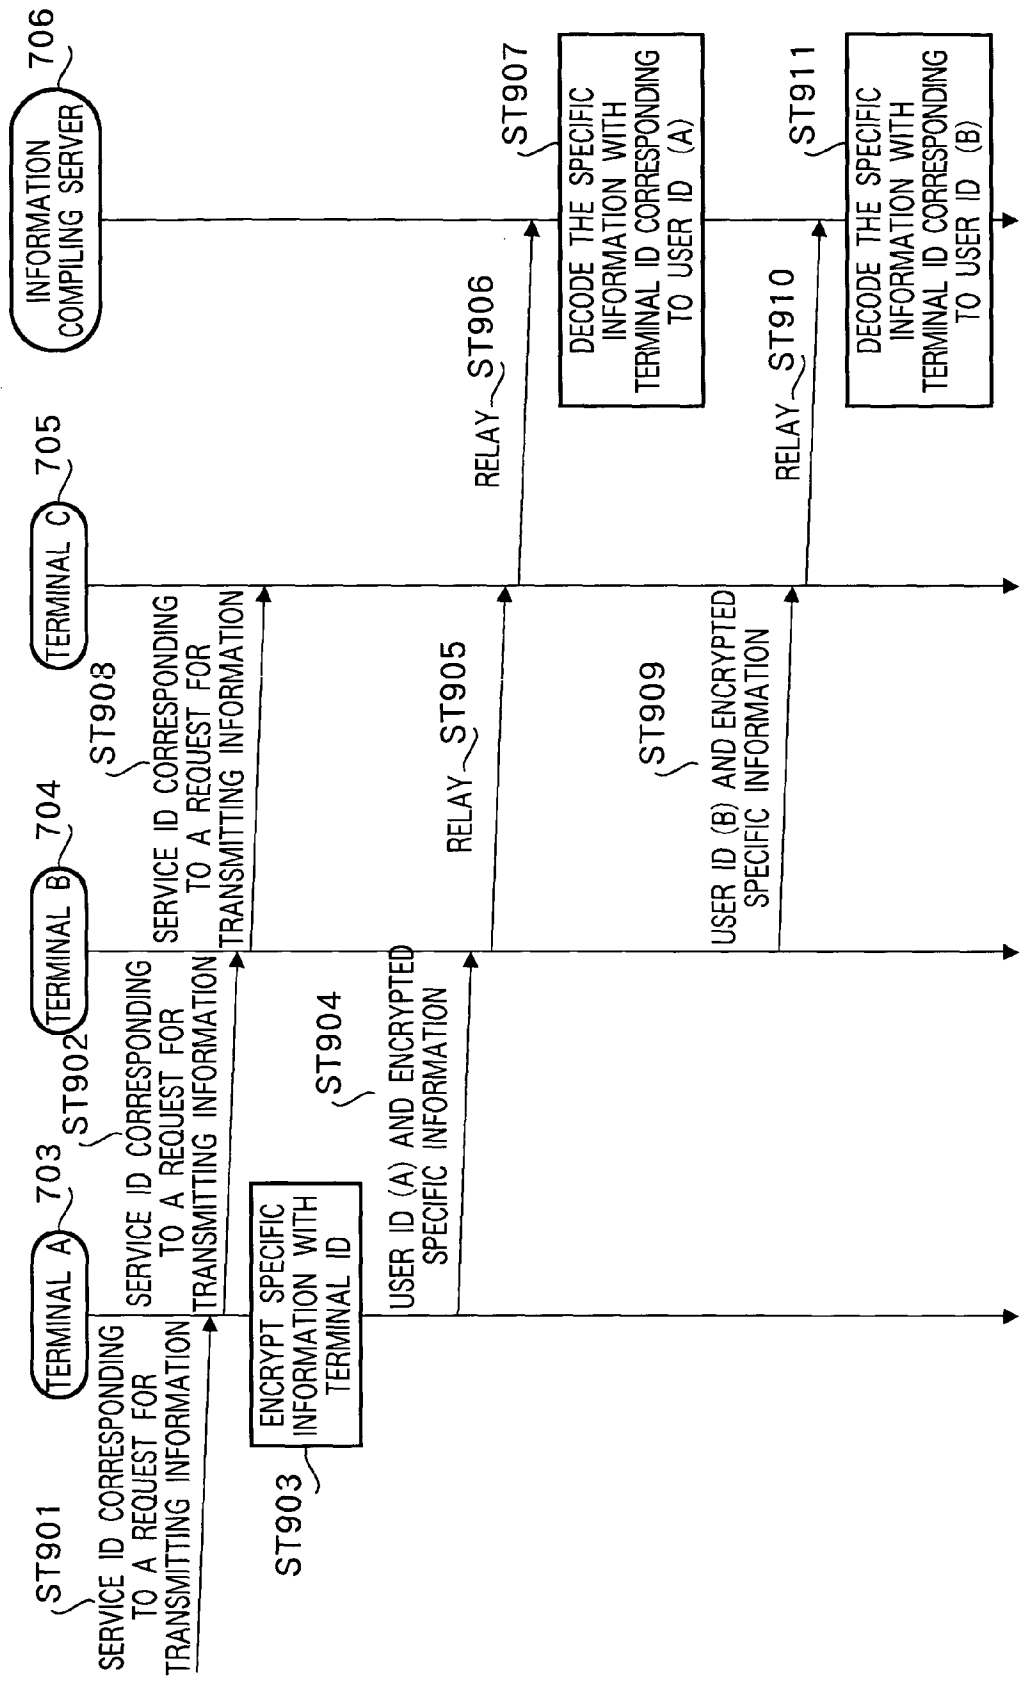 TERMINAL A
703
TERMINAL B
704
TERMINAL C
705
INFORMATION
COMPILING SERVER
706
ST901
SERVICE ID CORRESPONDING
TO A REQUEST FOR
TRANSMITTING INFORMATION
ST902
SERVICE ID CORRESPONDING
TO A REQUEST FOR
TRANSMITTING INFORMATION
ST908
SERVICE ID CORRESPONDING
TO A REQUEST FOR
TRANSMITTING INFORMATION
ST903
ENCRYPT SPECIFIC
INFORMATION WITH
TERMINAL ID
ST904
USER ID (A) AND ENCRYPTED
SPECIFIC INFORMATION
RELAY
ST905
RELAY
ST906
ST907
DECODE THE SPECIFIC
INFORMATION WITH
TERMINAL ID CORRESPONDING
TO USER ID (A)
ST909
USER ID (B) AND ENCRYPTED
SPECIFIC INFORMATION
RELAY
ST910
ST911
DECODE THE SPECIFIC
INFORMATION WITH
TERMINAL ID CORRESPONDING
TO USER ID (B)